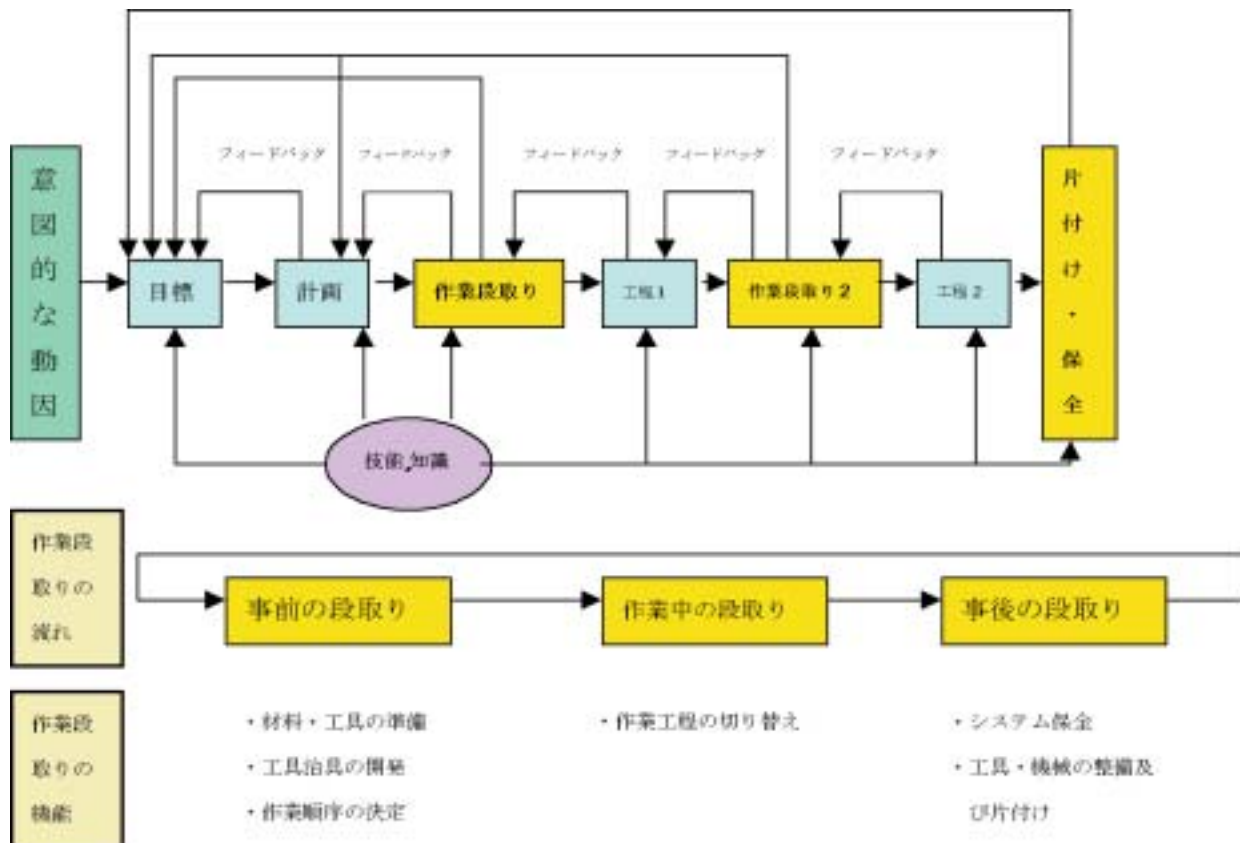 フィードバック
フィードバック
フィードバック
フィードバック
フィードバック
意図的な動因
目標
計画
作業段取り
工程1
作業段取り2
工程2
片付け・保全
技能,知識
作業段
取りの
流れ
事前の段取り
作業中の段取り
事後の段取り
作業段
取りの
機能
・材料・工具の準備
・工具治具の開発
・作業順序の決定
・作業工程の切り替え
・システム保全
・工具・機械の整備及
び片付け